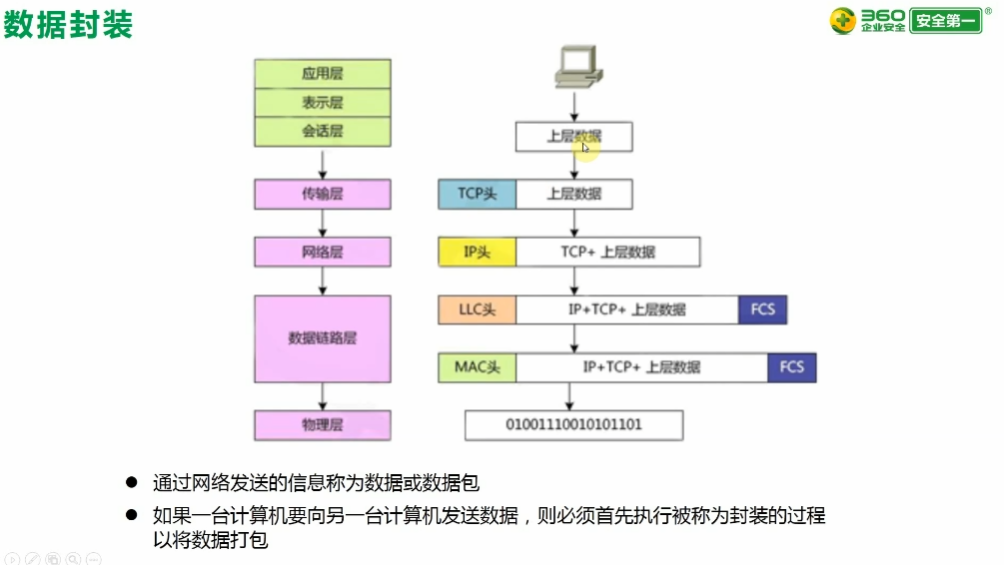 数据封装
360
企业安全
安全第一
®
应用层
表示层
会话层
传输层
网络层
数据链路层
物理层
上层数据
TCP头
上层数据
IP头
TCP+ 上层数据
LLC头
IP+TCP+ 上层数据
FCS
MAC头
IP+TCP+ 上层数据
FCS
01001110010101101
● 通过网络发送的信息称为数据或数据包
● 如果一台计算机要向另一台计算机发送数据，则必须首先执行被称为封装的过程
以将数据打包